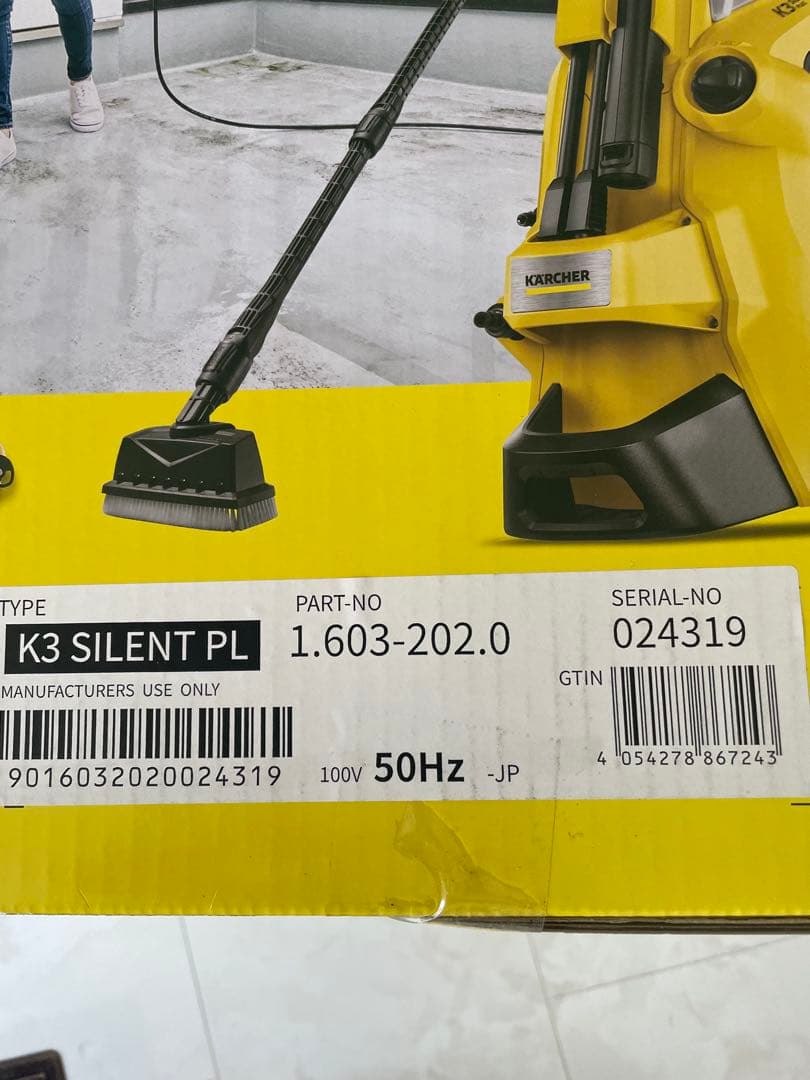 K3S
KÄRCHER
TYPE
K3 SILENT PL
PART-NO
1.603-202.0
SERIAL-NO
024319
MANUFACTURERS USE ONLY
9016032020024319
100V 50Hz -JP
GTIN
4 054278 867243